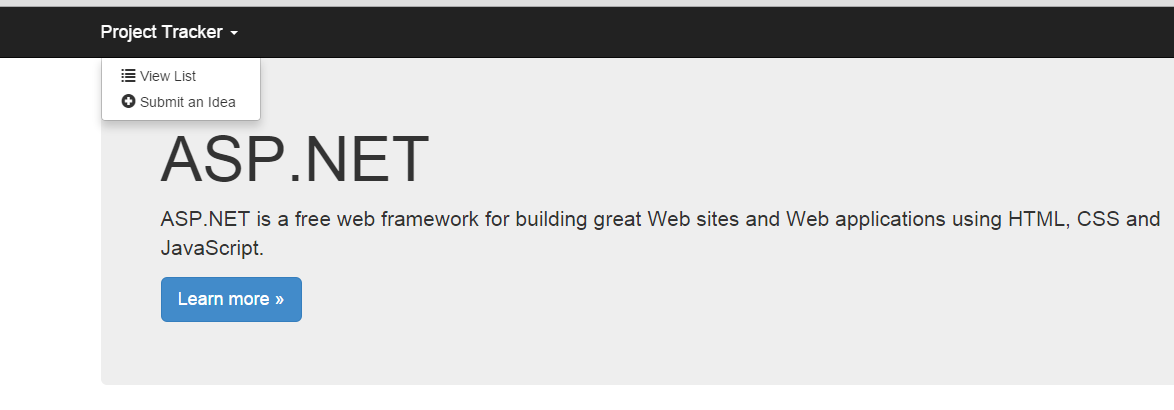 Project Tracker
View List
Submit an Idea
ASP.NET
ASP.NET is a free web framework for building great Web sites and Web applications using HTML, CSS and
JavaScript.
Learn more »